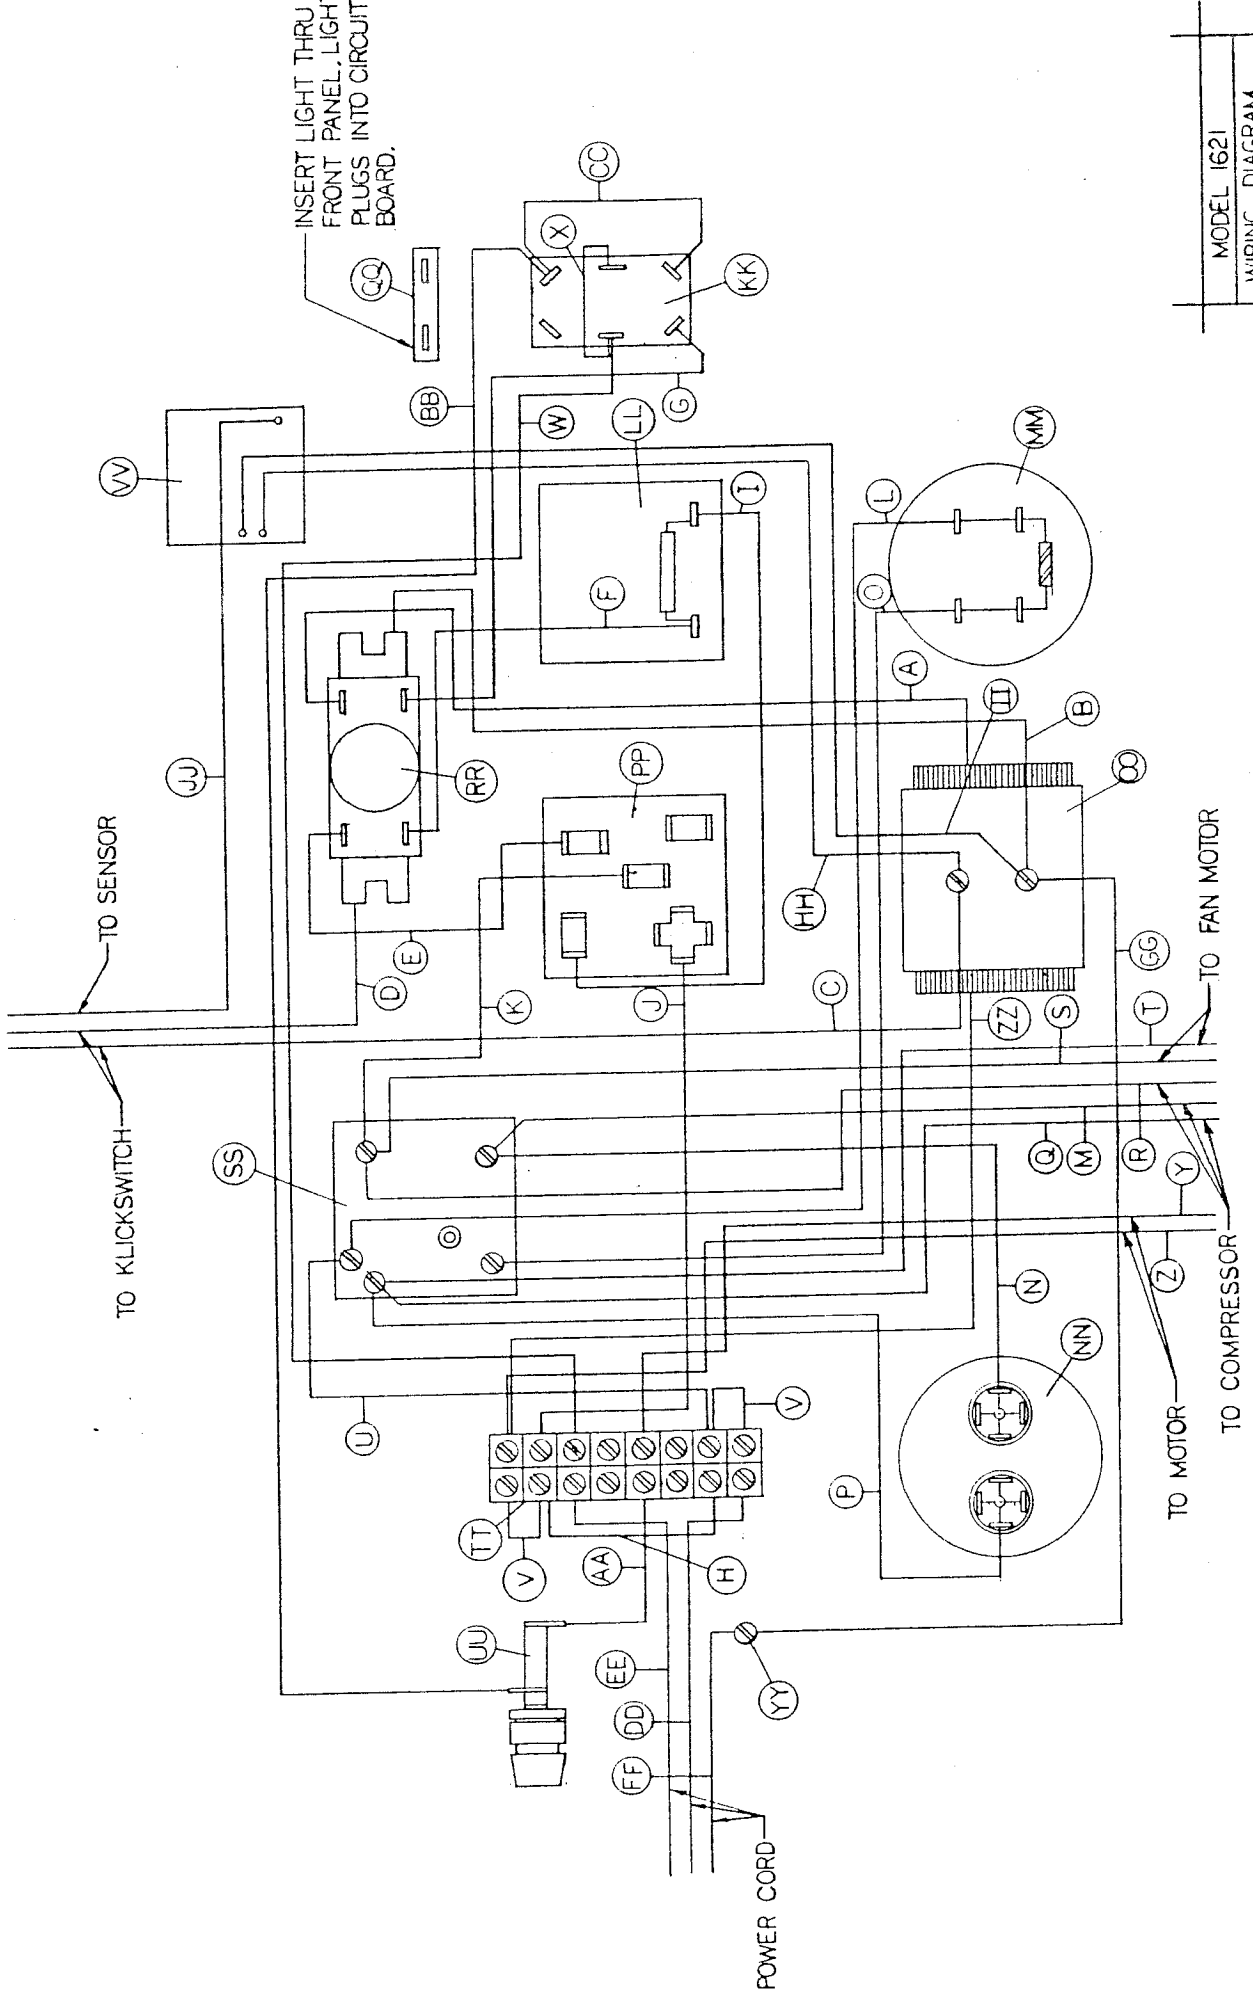 INSERT LIGHT THRU
FRONT PANEL, LIGHT
PLUGS INTO CIRCUIT
BOARD.
QQ
CC
X
KK
VV
BB
W
G
LL
I
F
L
MM
O
A
II
B
OO
JJ
RR
PP
TO SENSOR
HH
E
D
K
J
C
ZZ
S
T
GG
TO FAN MOTOR
TO KLICKSWITCH
SS
Q
M
R
Y
Z
TO COMPRESSOR
TO MOTOR
N
NN
U
V
P
TT
V
AA
H
UU
EE
DD
FF
YY
POWER CORD
MODEL 1621
WIRING DIAGRAM